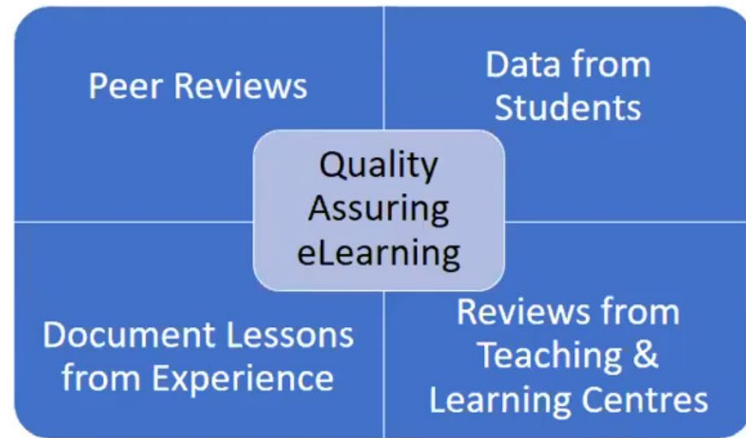 Peer Reviews
Data from
Students
Quality
Assuring
eLearning
Document Lessons
from Experience
Reviews from
Teaching &
Learning Centres